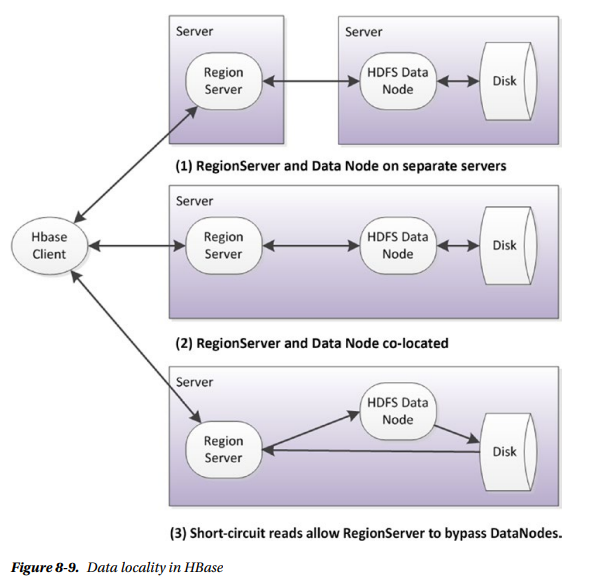 Server
Server
Region
Server
HDFS Data
Node
Disk
(1) RegionServer and Data Node on separate servers
Server
Hbase
Client
Region
Server
HDFS Data
Node
Disk
(2) RegionServer and Data Node co-located
Server
HDFS Data
Node
Region
Server
Disk
(3) Short-circuit reads allow RegionServer to bypass DataNodes.
Figure 8-9. Data locality in HBase